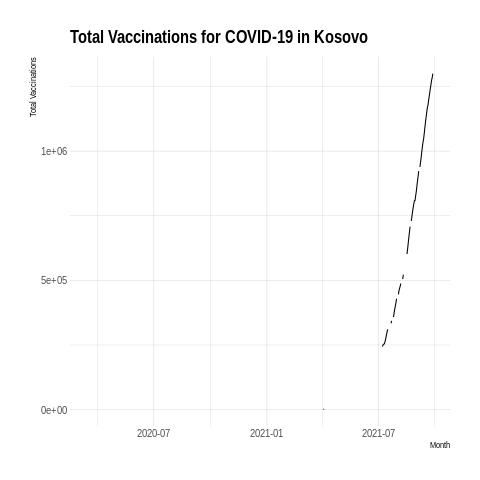 Total Vaccinations for COVID-19 in Kosovo
Total Vaccinations
1e+06
5e+05
0e+00
2020-07 2021-01 2021-07
Month